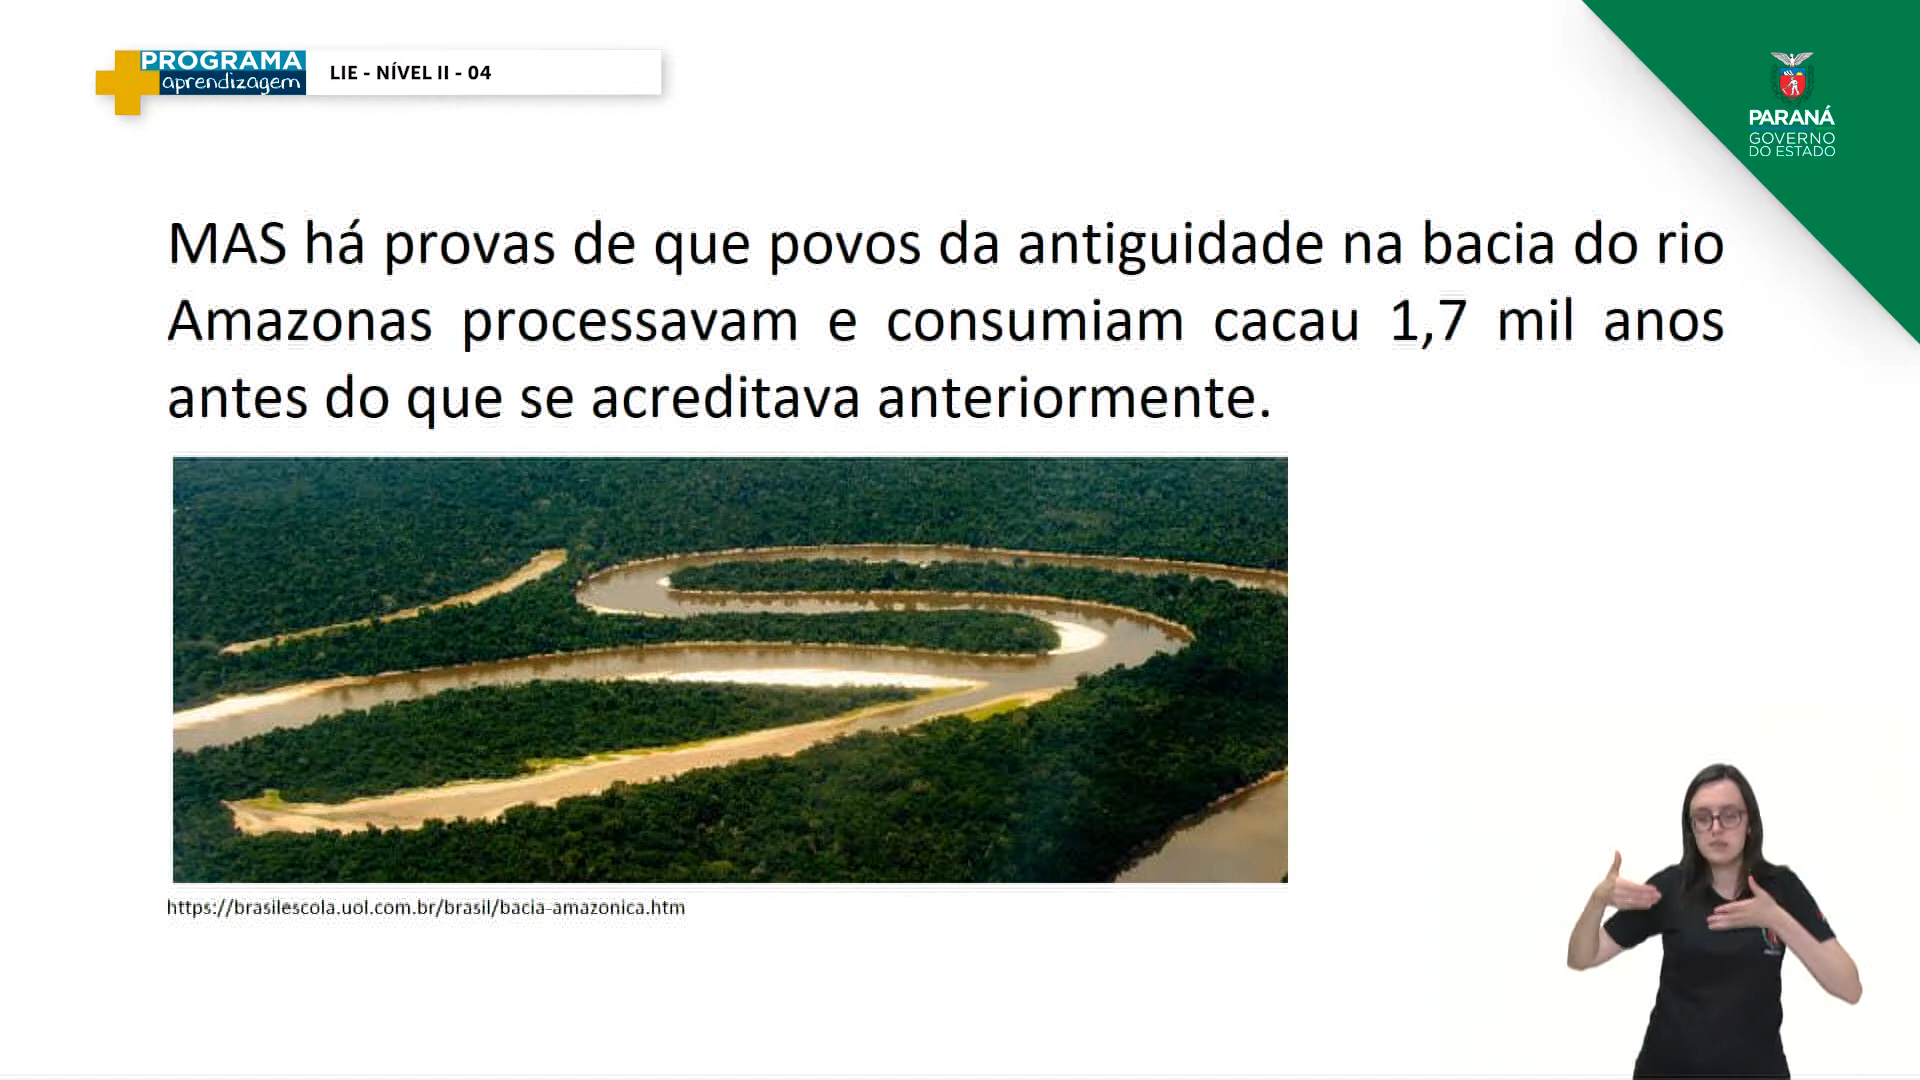 PROGRAMA
aprendizagem
LIE - NÍVEL II - 04
PARANÁ
GOVERNO
DO ESTADO
MAS há provas de que povos da antiguidade na bacia do rio
Amazonas processavam e consumiam cacau 1,7 mil anos
antes do que se acreditava anteriormente.
https://brasilescola.uol.com.br/brasil/bacia-amazonica.htm